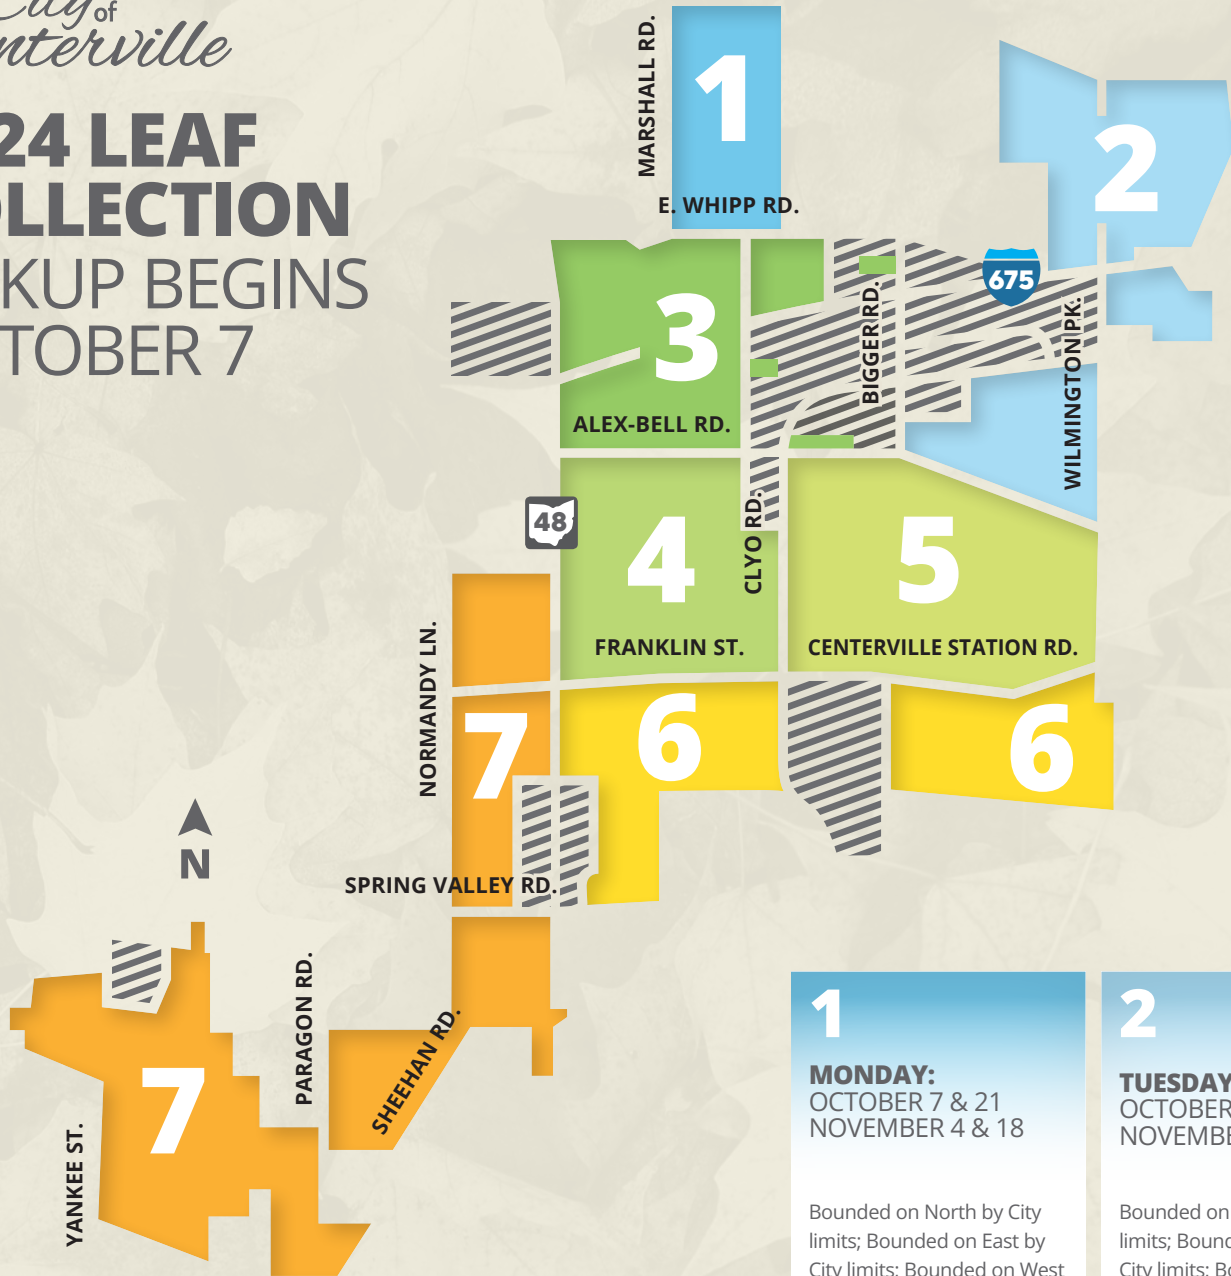 of
24 LEAF
KUP BEGINS
TOBER 7
MARSHALL RD.
1
E. WHIPP RD.
2
675
3
BIGGER RD.
WILMINGTON PK.
ALEX-BELL RD.
48
4
CLYO RD.
5
FRANKLIN ST.
CENTERVILLE STATION RD.
NORMANDY LN.
7
6
6
N
SPRING VALLEY RD.
PARAGON RD.
SHEEHAN RD.
7
YANKEE ST.
1
MONDAY:
OCTOBER 7 & 21
NOVEMBER 4 & 18
Bounded on North by City
limits; Bounded on East by
City limits; Bounded on West
2
TUESDAY
OCTOBER
NOVEMBE
Bounded on
limits; Bound
City limits; Bo